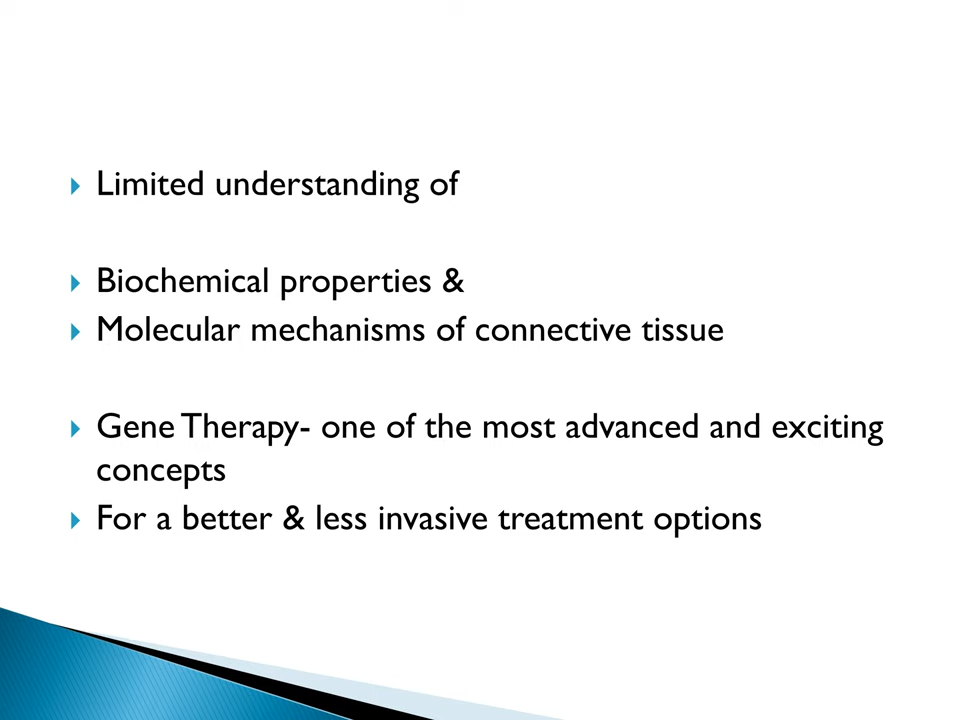 Limited understanding of
Biochemical properties &
Molecular mechanisms of connective tissue
Gene Therapy- one of the most advanced and exciting
concepts
For a better & less invasive treatment options